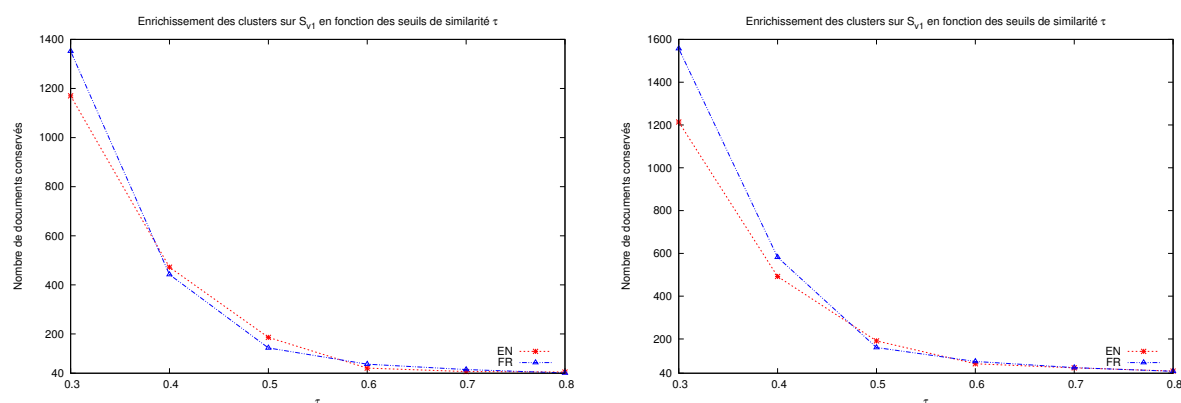 Enrichissement des clusters sur Sv1 en fonction des seuils de similarité τ
1400
1200
1000
800
600
400
200
40
Nombre de documents conservés
EN
FR
0.3 0.4 0.5 0.6 0.7 0.8
τ
Enrichissement des clusters sur Sv1 en fonction des seuils de similarité τ
1600
1400
1200
1000
800
600
400
200
40
Nombre de documents conservés
EN
FR
0.3 0.4 0.5 0.6 0.7 0.8
τ